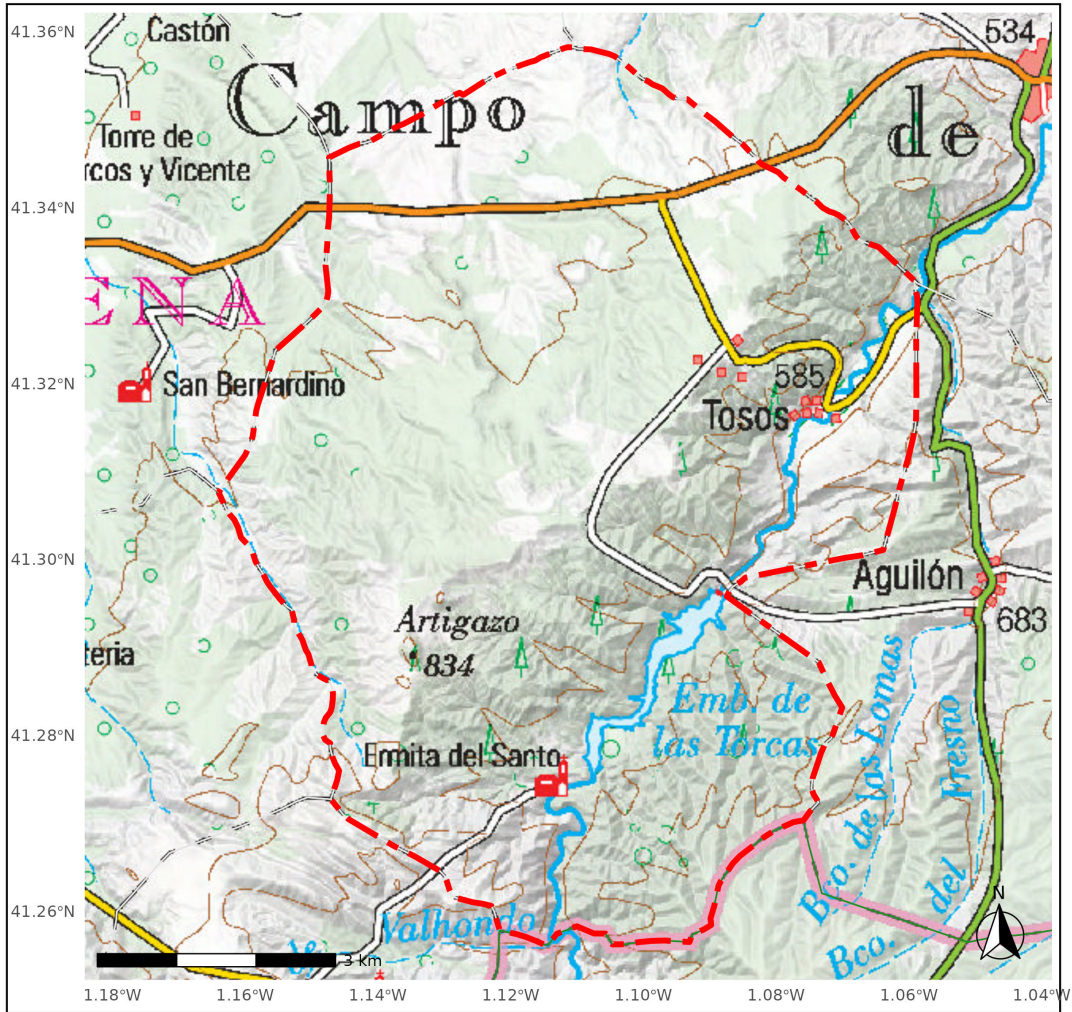 41.36°N
Castón
534
Campo
de
Torre de
rcos y Vicente
41.34°N
ENA
41.32°N
San Bernardino
585
Tosos
41.30°N
Aguilón
683
Artigazo
834
teria
Emb. de
las Torcas
Bco. de las Lomas
Bco. del Fresno
41.28°N
Ermita del Santo
41.26°N
de Valhondo
N
3 km
1.18°W 1.16°W 1.14°W 1.12°W 1.10°W 1.08°W 1.06°W 1.04°W